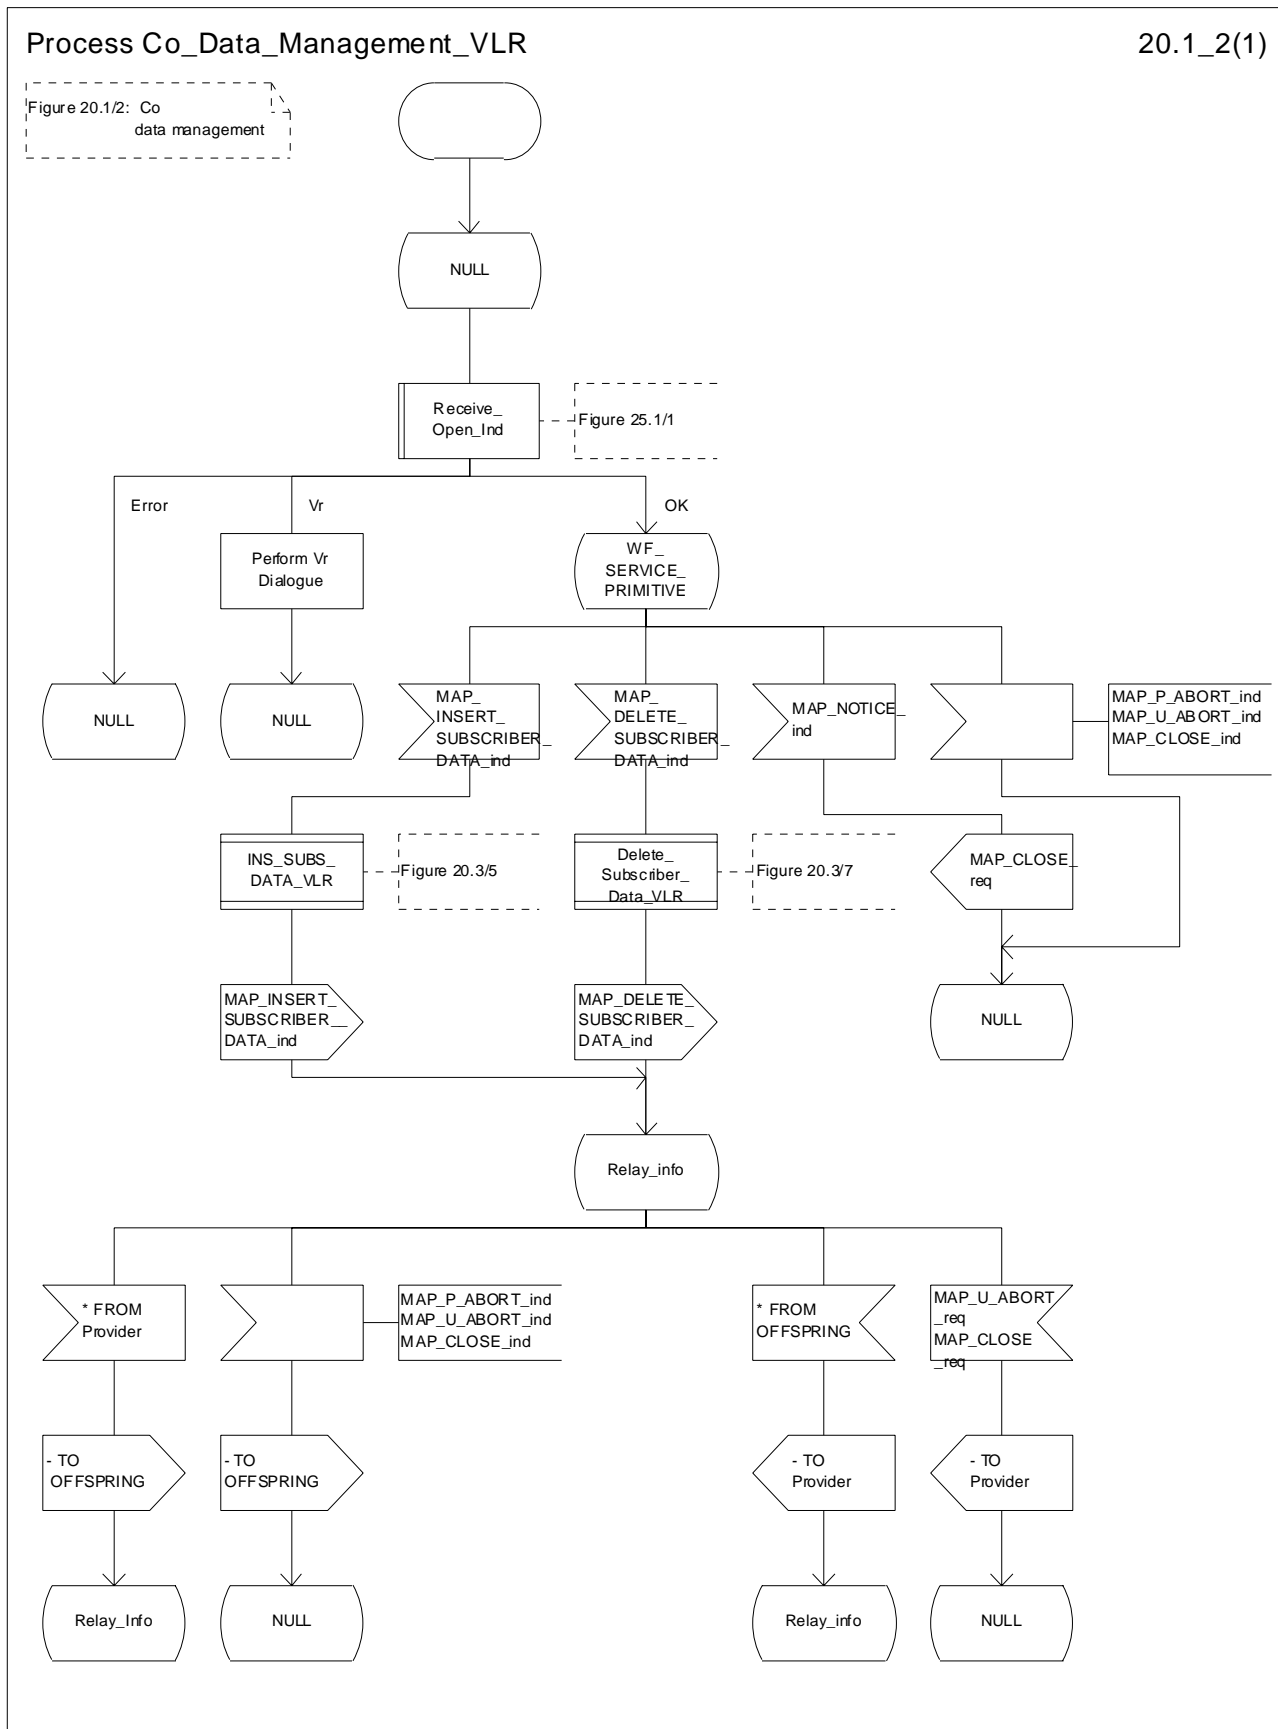 Process Co_Data_Management_VLR
20.1_2(1)
Figure 20.1/2: Co
data management
NULL
Receive_
Open_Ind
Figure 25.1/1
Error
Vr
OK
Perform Vr
Dialogue
WF_
SERVICE_
PRIMITIVE
NULL
NULL
MAP_
INSERT_
SUBSCRIBER_
DATA_ind
MAP_
DELETE_
SUBSCRIBER_
DATA_ind
MAP_NOTICE_
ind
MAP_P_ABORT_ind
MAP_U_ABORT_ind
MAP_CLOSE_ind
INS_SUBS_
DATA_VLR
Figure 20.3/5
Delete_
Subscriber_
Data_VLR
Figure 20.3/7
MAP_CLOSE_
req
MAP_INSERT_
SUBSCRIBER__
DATA_ind
MAP_DELETE_
SUBSCRIBER_
DATA_ind
NULL
Relay_info
* FROM
Provider
MAP_P_ABORT_ind
MAP_U_ABORT_ind
MAP_CLOSE_ind
* FROM
OFFSPRING
MAP_U_ABORT
_req
MAP_CLOSE
_req
- TO
OFFSPRING
- TO
OFFSPRING
- TO
Provider
- TO
Provider
Relay_Info
NULL
Relay_info
NULL